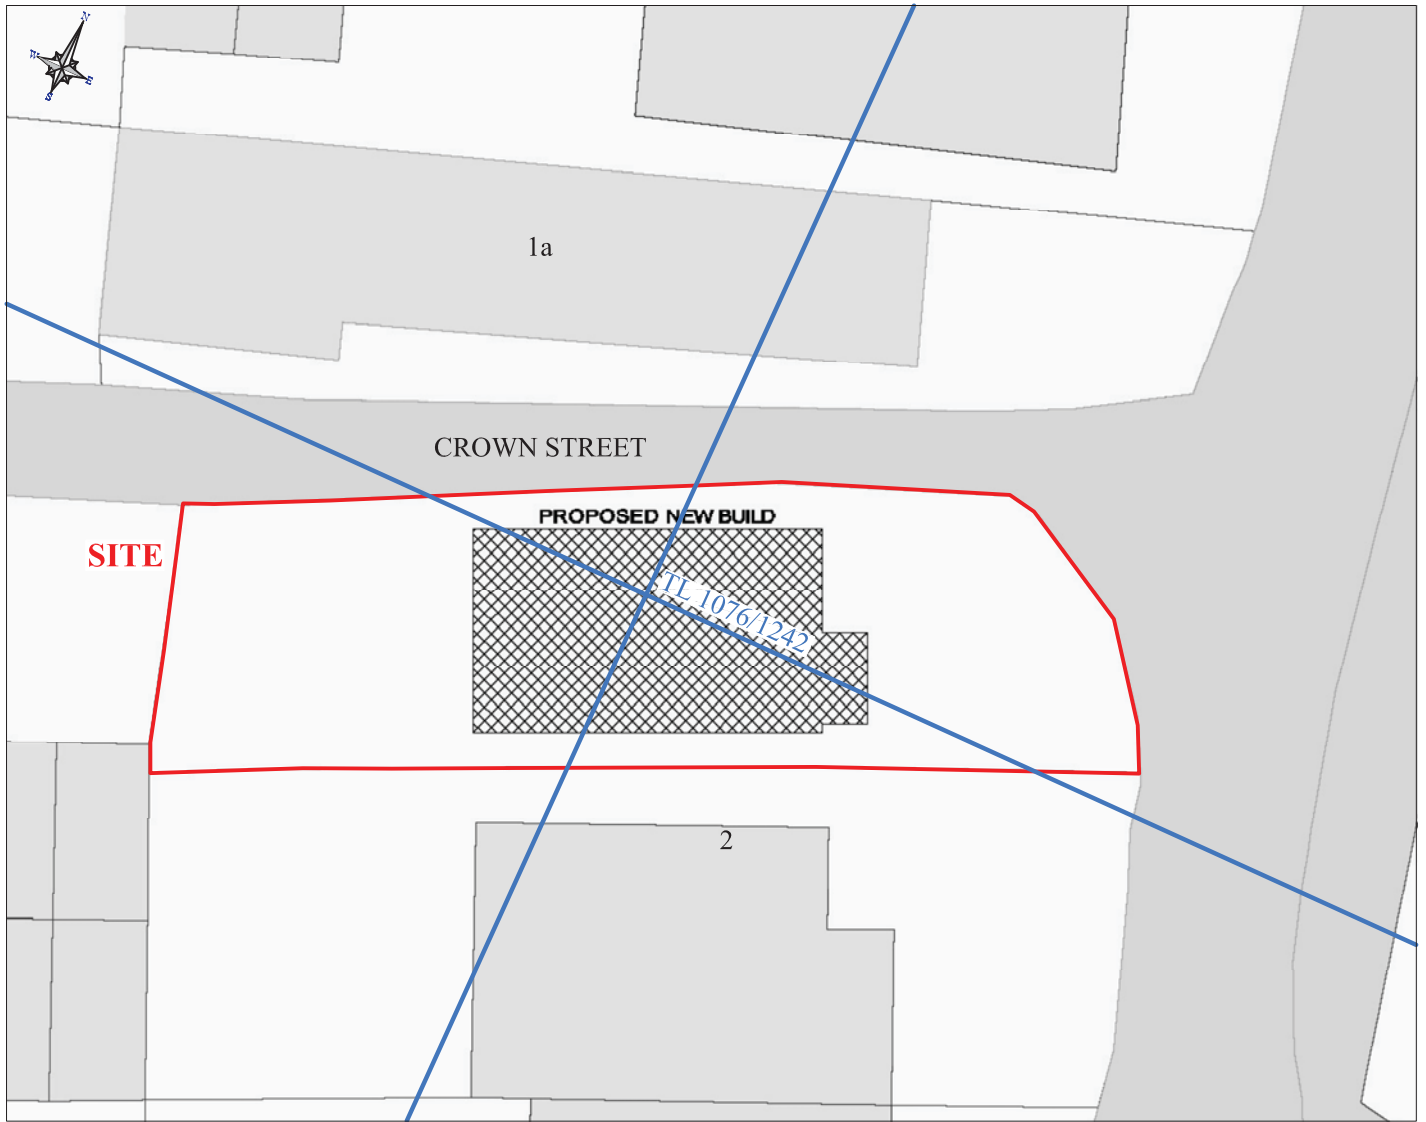 N
W
E
S
1a
CROWN STREET
PROPOSED NEW BUILD
SITE
TL 1076/1242
2